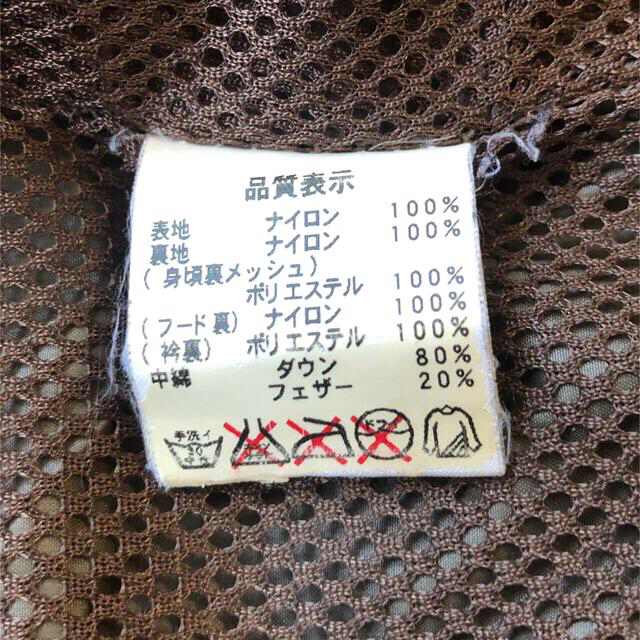 品質表示
表地 ナイロン 100%
裏地 ナイロン 100%
(身頃裏メッシュ)
ポリエステル 100%
(フード裏) ナイロン 100%
(衿裏) ポリエステル 100%
中綿 ダウン 80%
フェザー 20%
手洗イ
30